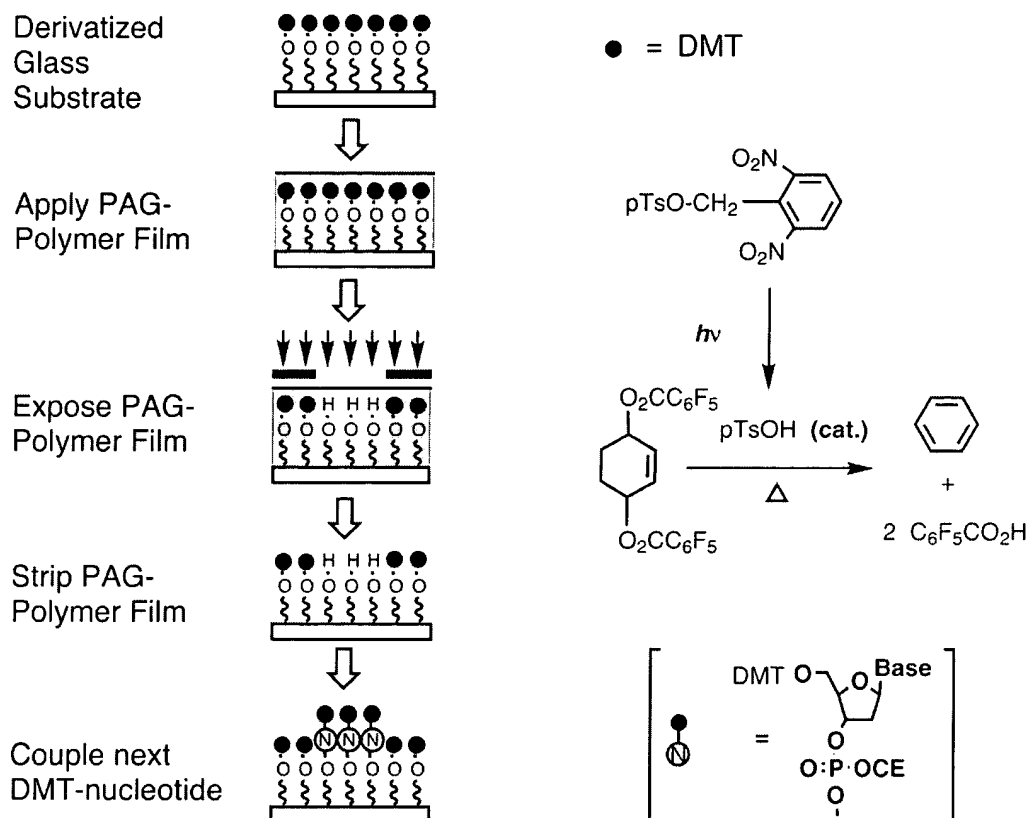 Derivatized
Glass
Substrate
● = DMT
O O O O O O O
Apply PAG-
Polymer Film
O O O O O O O
O₂N
pTsO-CH₂
O₂N
hν
Expose PAG-
Polymer Film
H H H
O O O O O O O
O₂CC₆F₅
pTsOH (cat.)
Δ
O₂CC₆F₅
+
2 C₆F₅CO₂H
Strip PAG-
Polymer Film
H H H
O O O O O O O
Couple next
DMT-nucleotide
N N N
O O O O O O O
N
=
DMT O
O
Base
O
O:P·OCE
O